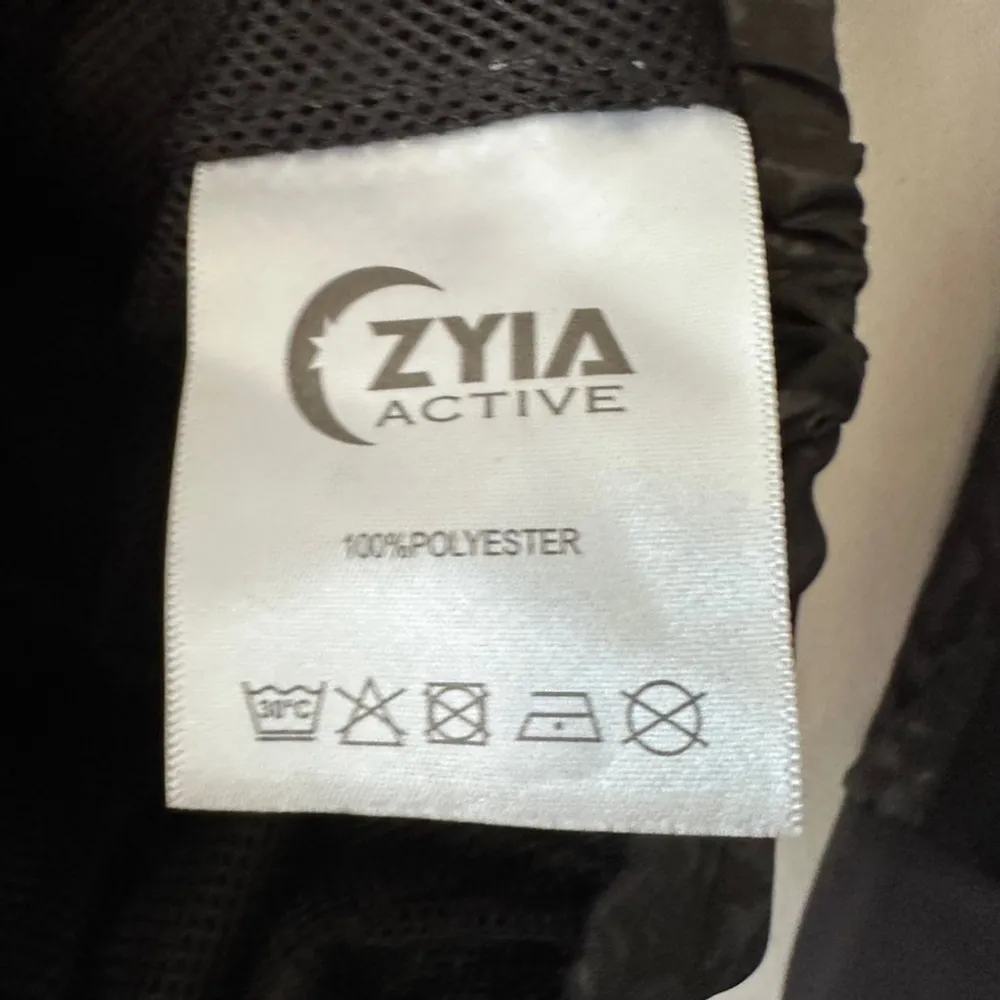 ZYIA
ACTIVE
100%POLYESTER
30°C